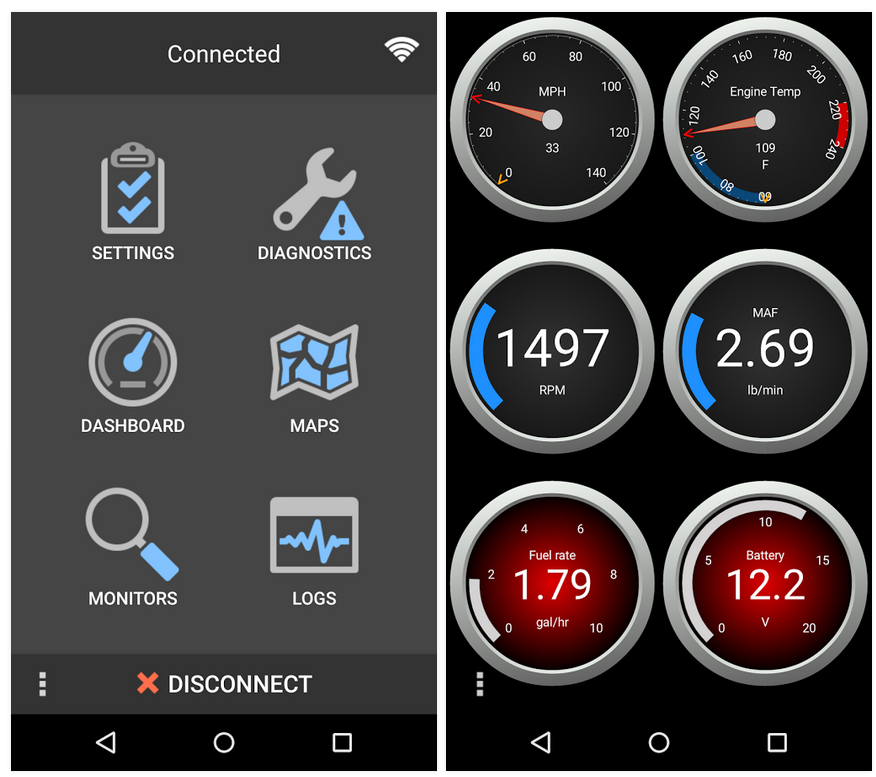 Connected
SETTINGS
DIAGNOSTICS
DASHBOARD
MAPS
MONITORS
LOGS
DISCONNECT
60 80
40 100
MPH
20 120
33
0 140
160 180
140 200
Engine Temp
120 220
109
100 240
F
80
60
1497
RPM
MAF
2.69
lb/min
4 6
Fuel rate
2 8
1.79
gal/hr
0 10
10
Battery
5 15
12.2
V
0 20